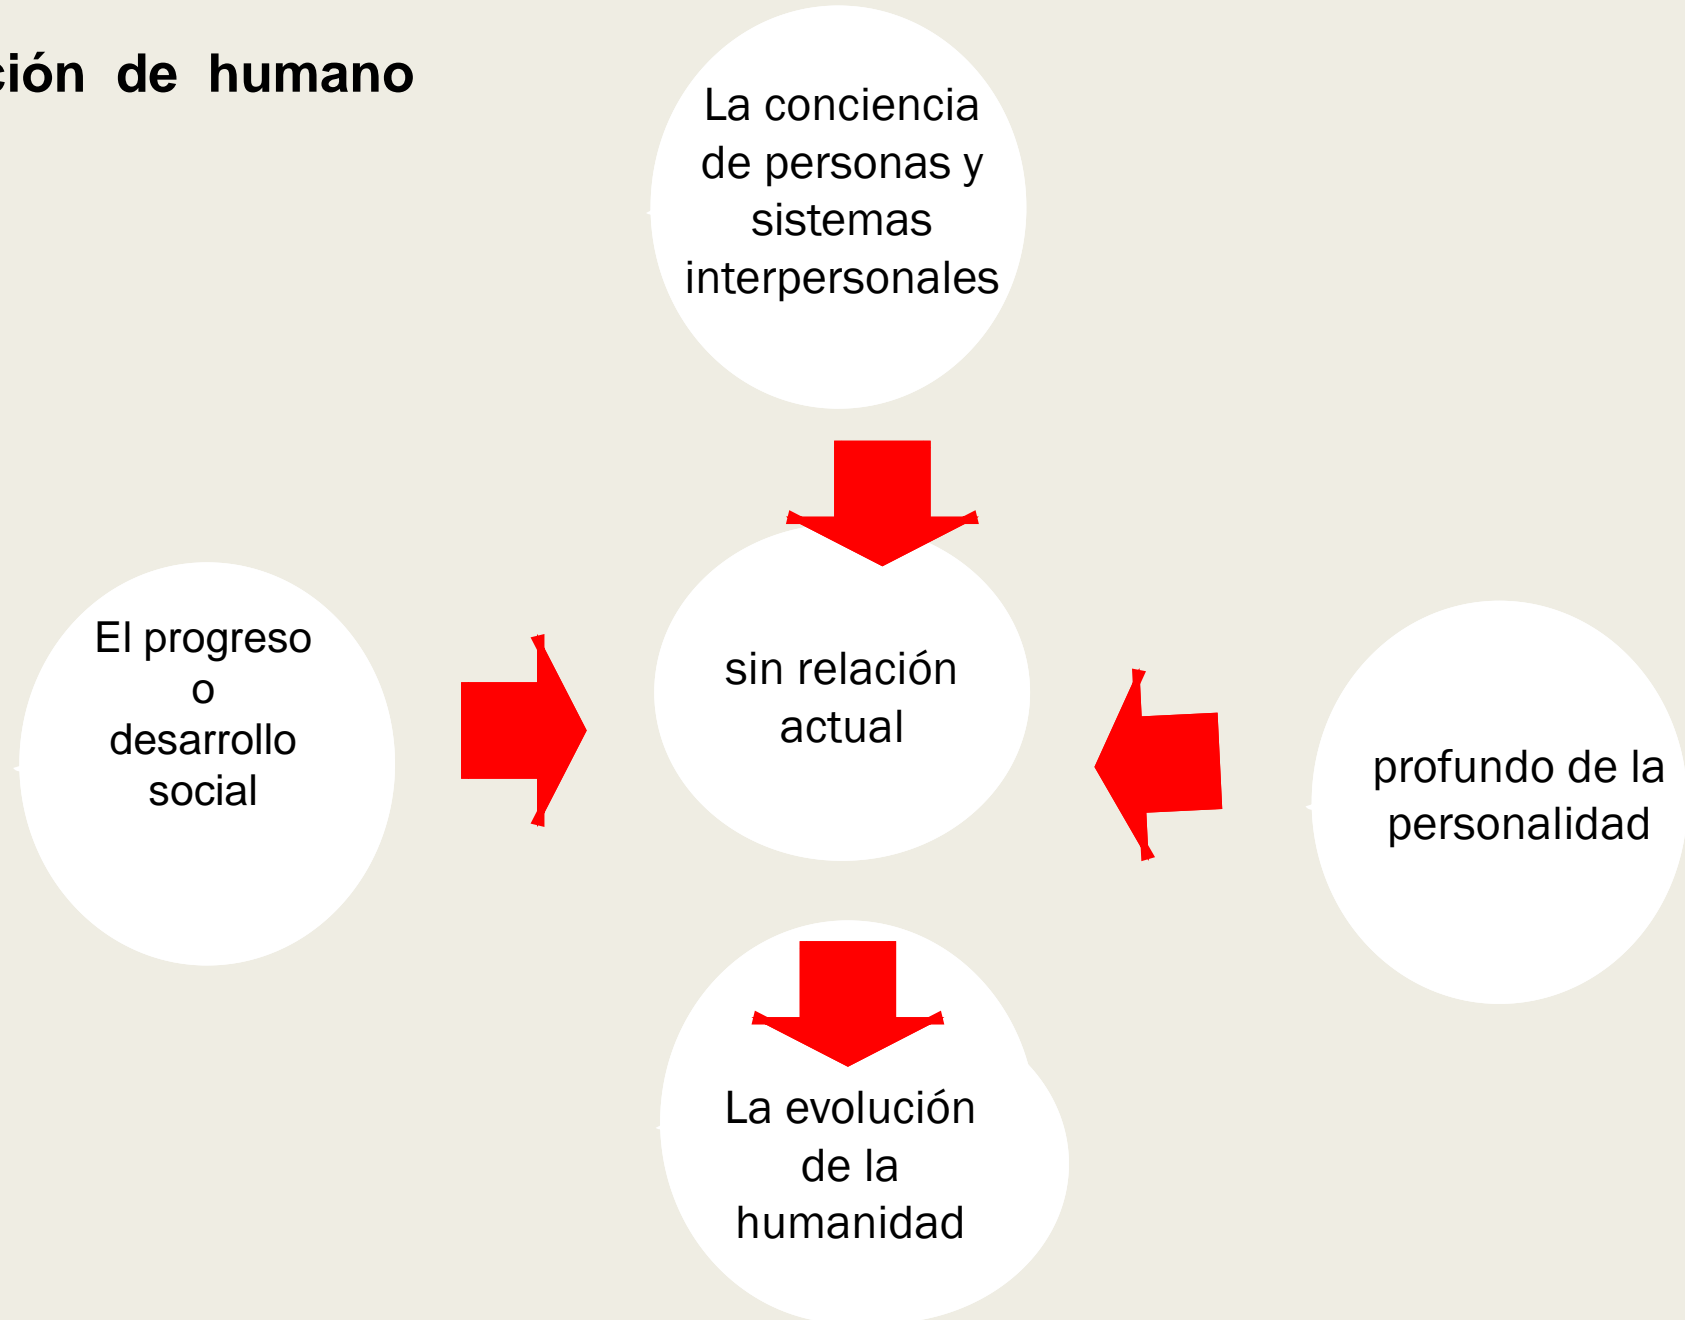 ción de humano
La conciencia
de personas y
sistemas
interpersonales
El progreso
o
desarrollo
social
sin relación
actual
profundo de la
personalidad
La evolución
de la
humanidad